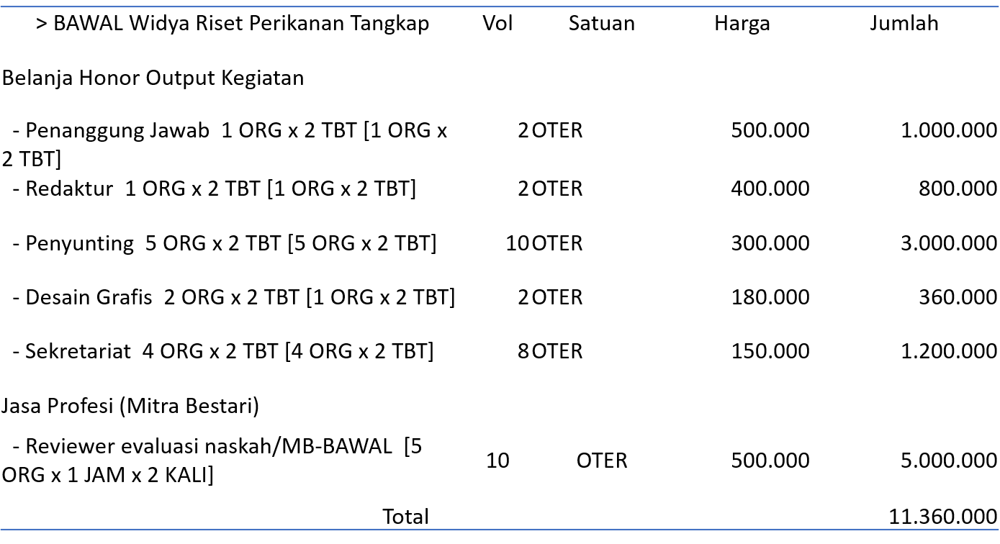 > BAWAL Widya Riset Perikanan Tangkap Vol Satuan Harga Jumlah
Belanja Honor Output Kegiatan
- Penanggung Jawab 1 ORG x 2 TBT [1 ORG x 2 OTER 500.000 1.000.000
2 TBT]
- Redaktur 1 ORG x 2 TBT [1 ORG x 2 TBT] 2 OTER 400.000 800.000
- Penyunting 5 ORG x 2 TBT [5 ORG x 2 TBT] 10 OTER 300.000 3.000.000
- Desain Grafis 2 ORG x 2 TBT [1 ORG x 2 TBT] 2 OTER 180.000 360.000
- Sekretariat 4 ORG x 2 TBT [4 ORG x 2 TBT] 8 OTER 150.000 1.200.000
Jasa Profesi (Mitra Bestari)
- Reviewer evaluasi naskah/MB-BAWAL [5
ORG x 1 JAM x 2 KALI] 10 OTER 500.000 5.000.000
Total 11.360.000